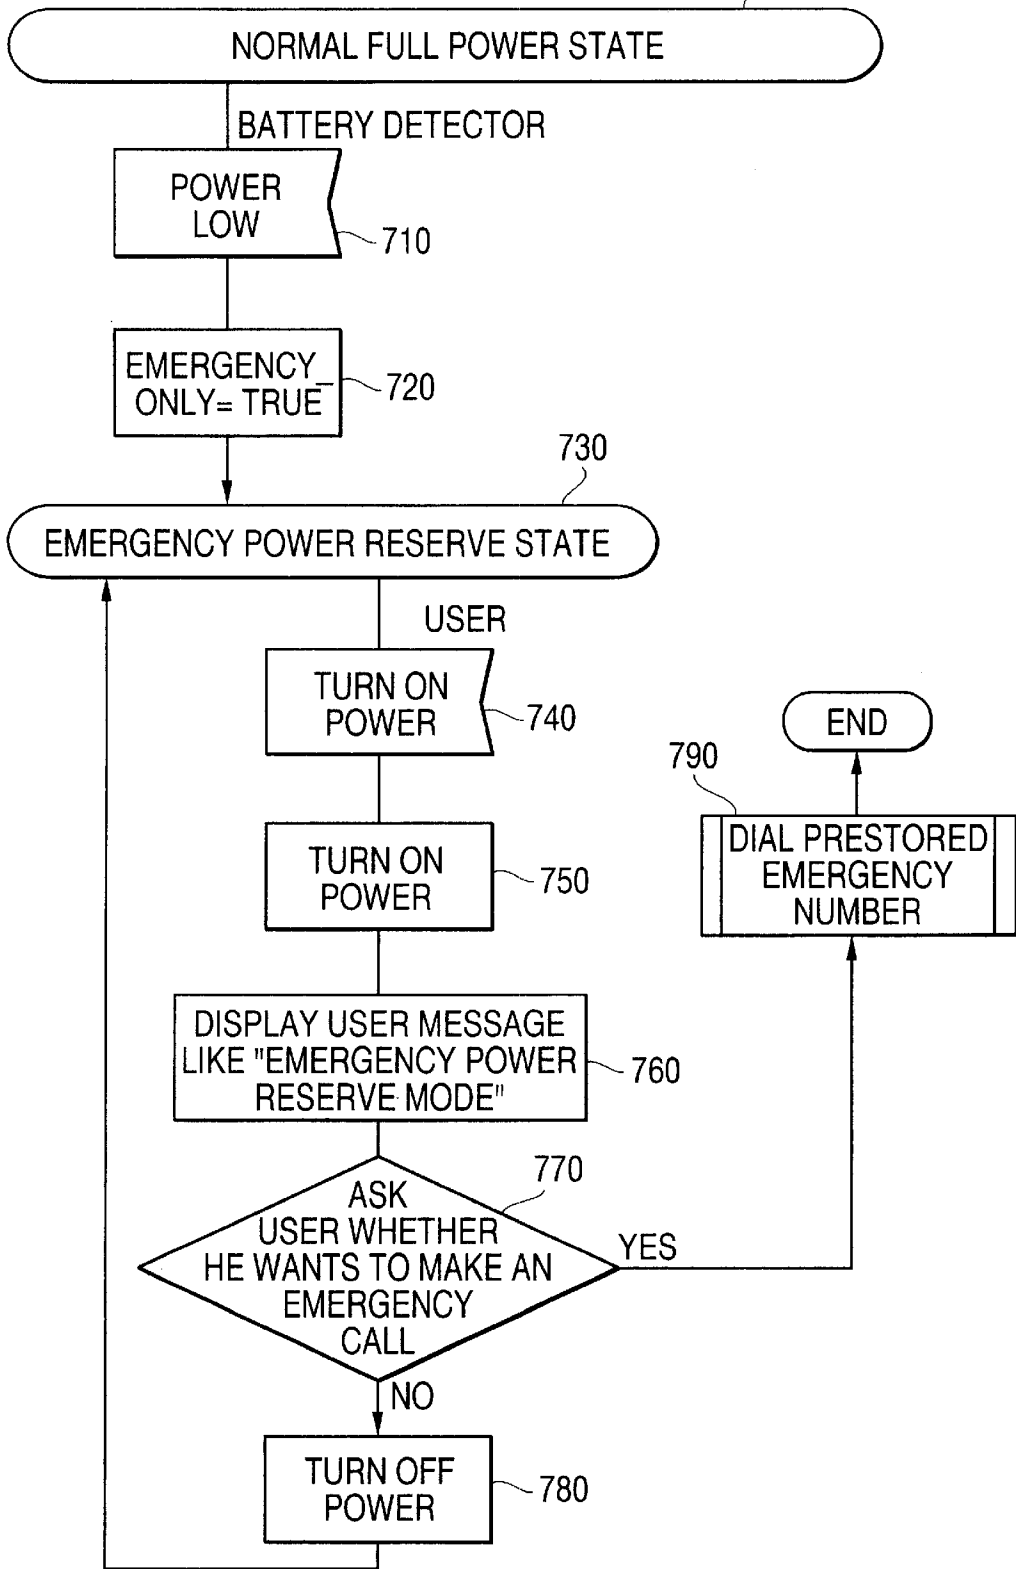 NORMAL FULL POWER STATE
BATTERY DETECTOR
POWER
LOW
710
EMERGENCY_
ONLY= TRUE
720
730
EMERGENCY POWER RESERVE STATE
USER
TURN ON
POWER
740
END
790
DIAL PRESTORED
EMERGENCY
NUMBER
TURN ON
POWER
750
DISPLAY USER MESSAGE
LIKE "EMERGENCY POWER
RESERVE MODE"
760
770
ASK
USER WHETHER
HE WANTS TO MAKE AN
EMERGENCY
CALL
YES
NO
TURN OFF
POWER
780